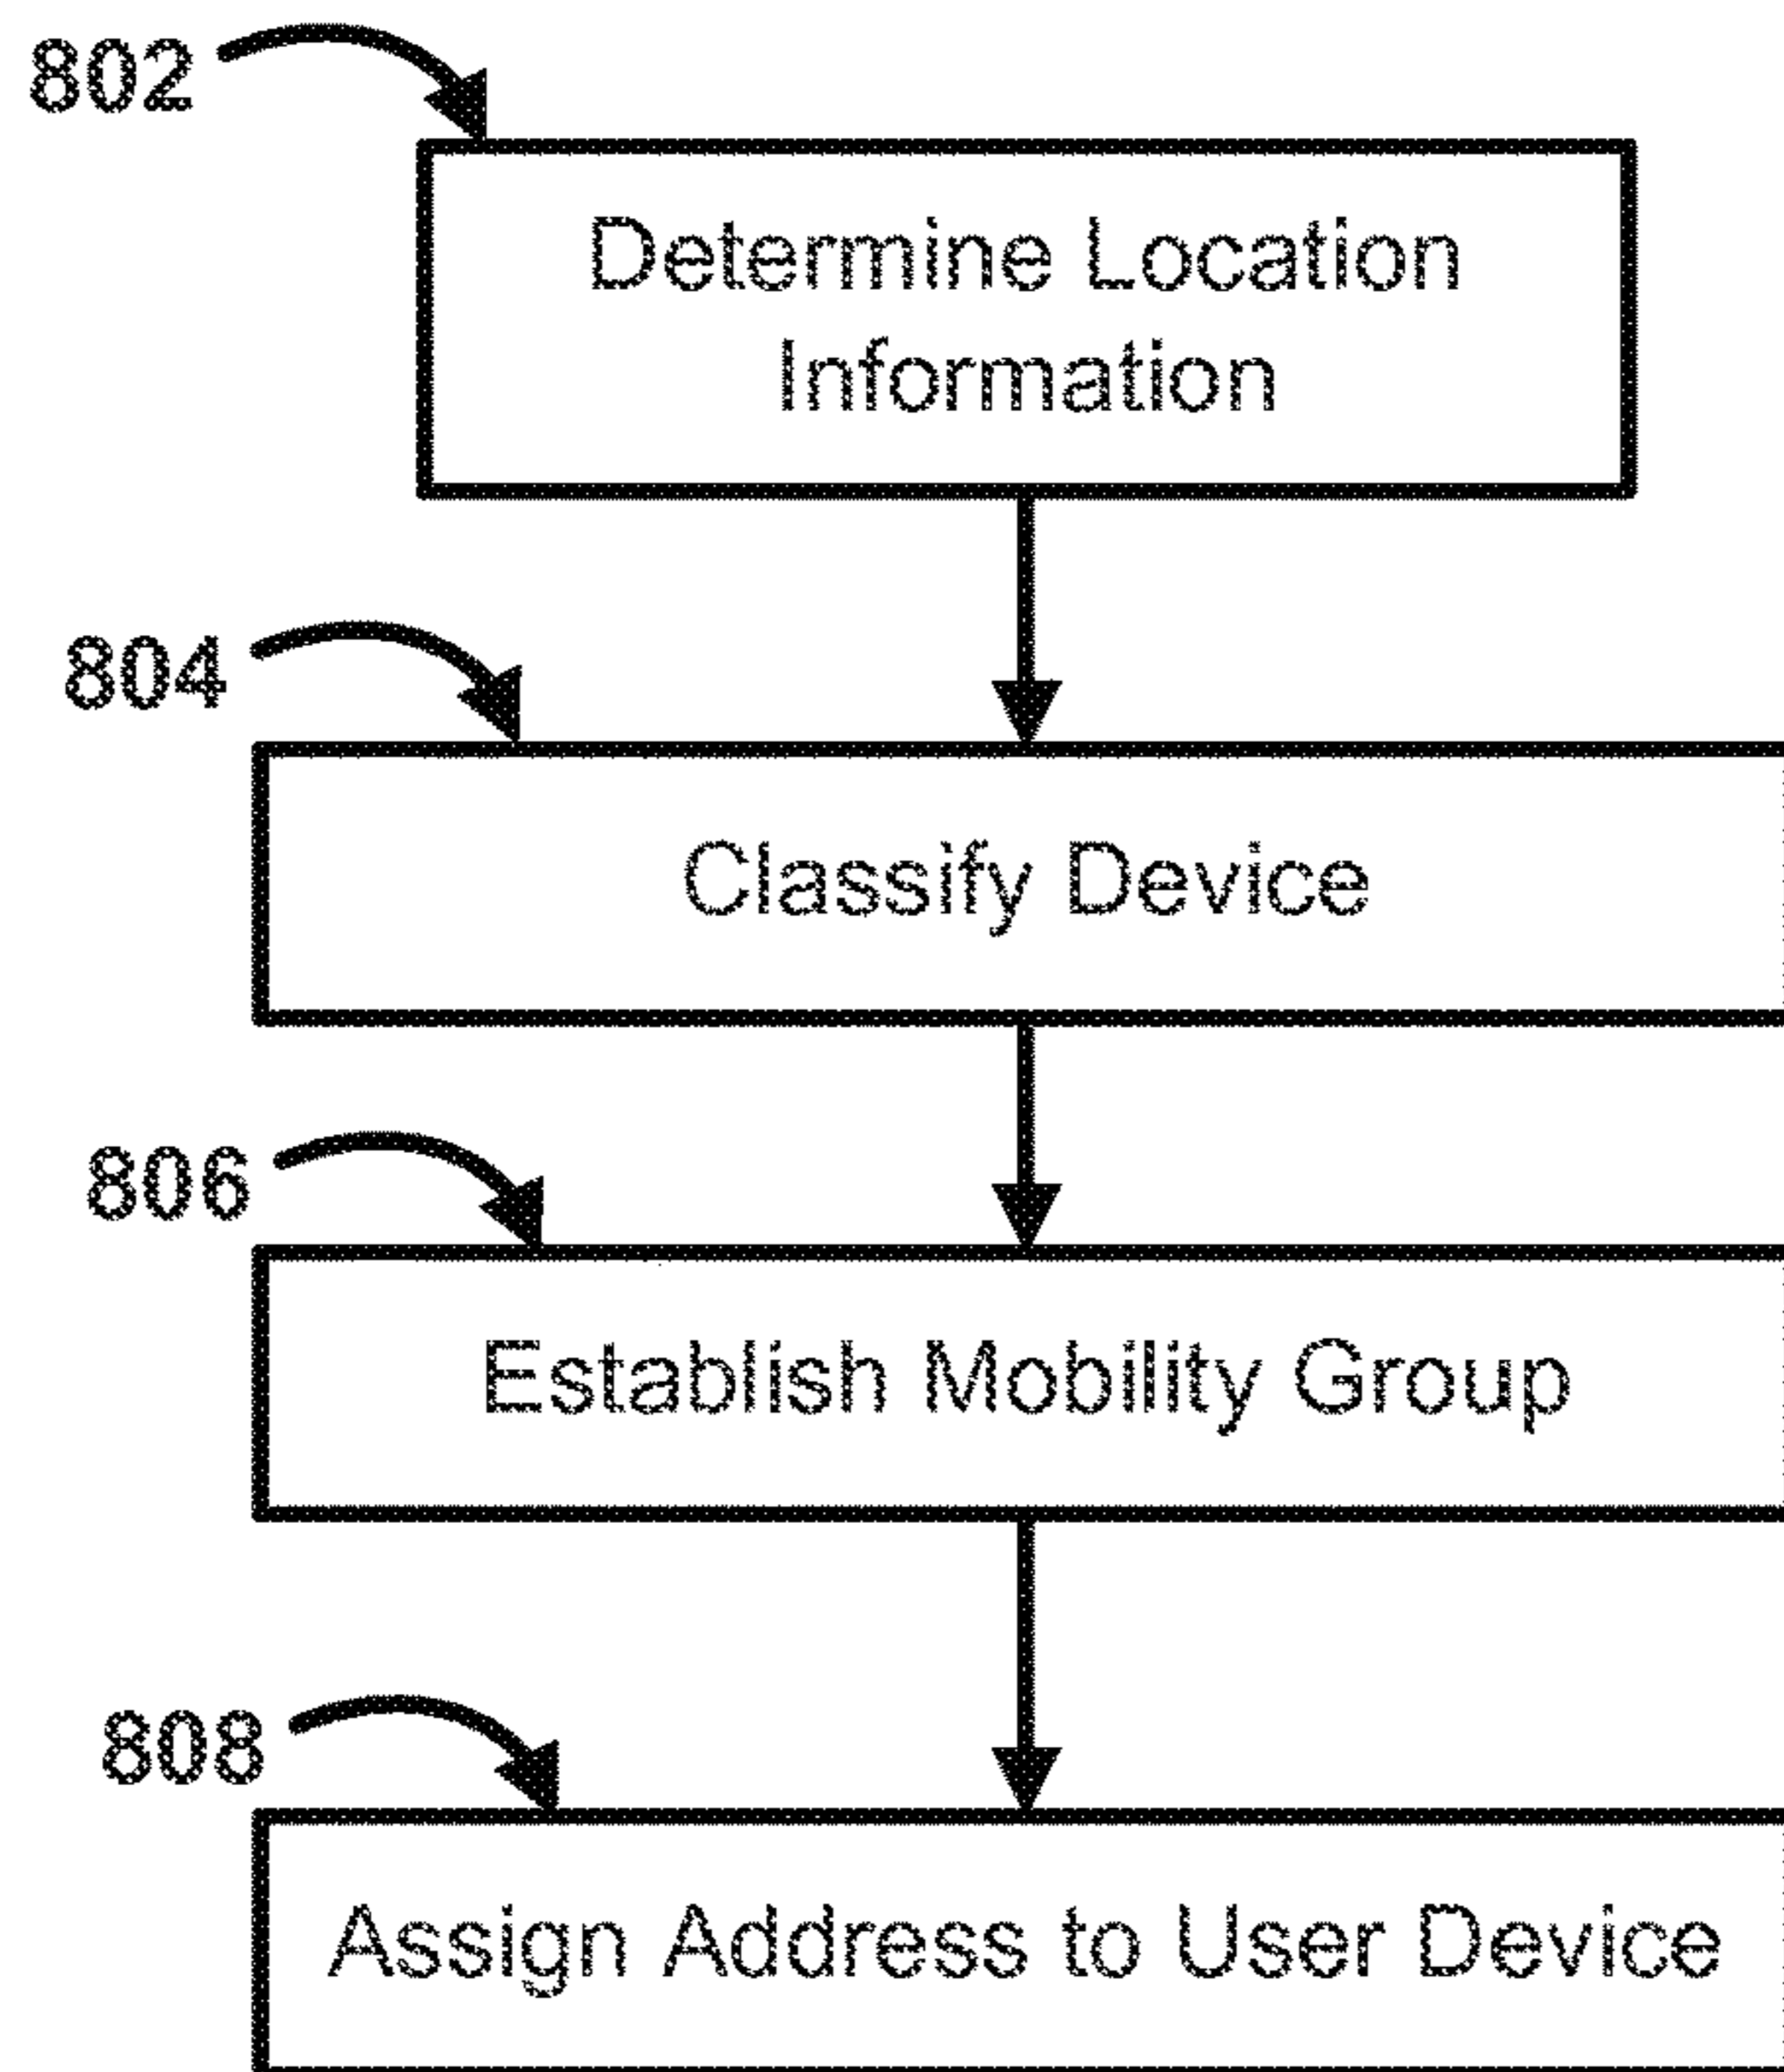 802
Determine Location
Information
804
Classify Device
806
Establish Mobility Group
808
Assign Address to User Device